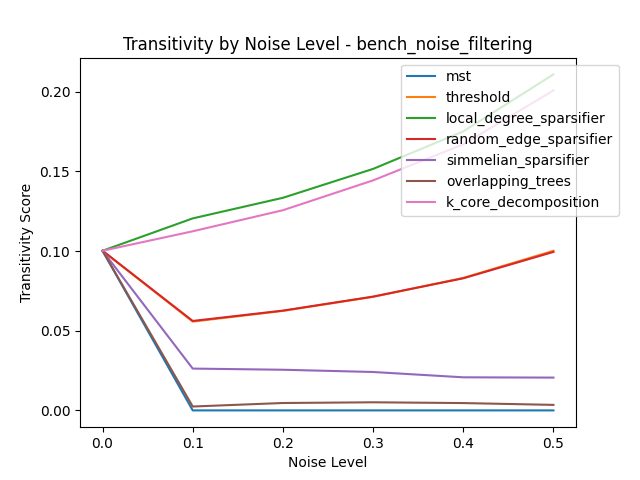 Transitivity by Noise Level - bench_noise_filtering
mst
threshold
local_degree_sparsifier
random_edge_sparsifier
simmelian_sparsifier
overlapping_trees
k_core_decomposition
Transitivity Score
0.20
0.15
0.10
0.05
0.00
0.0 0.1 0.2 0.3 0.4 0.5
Noise Level